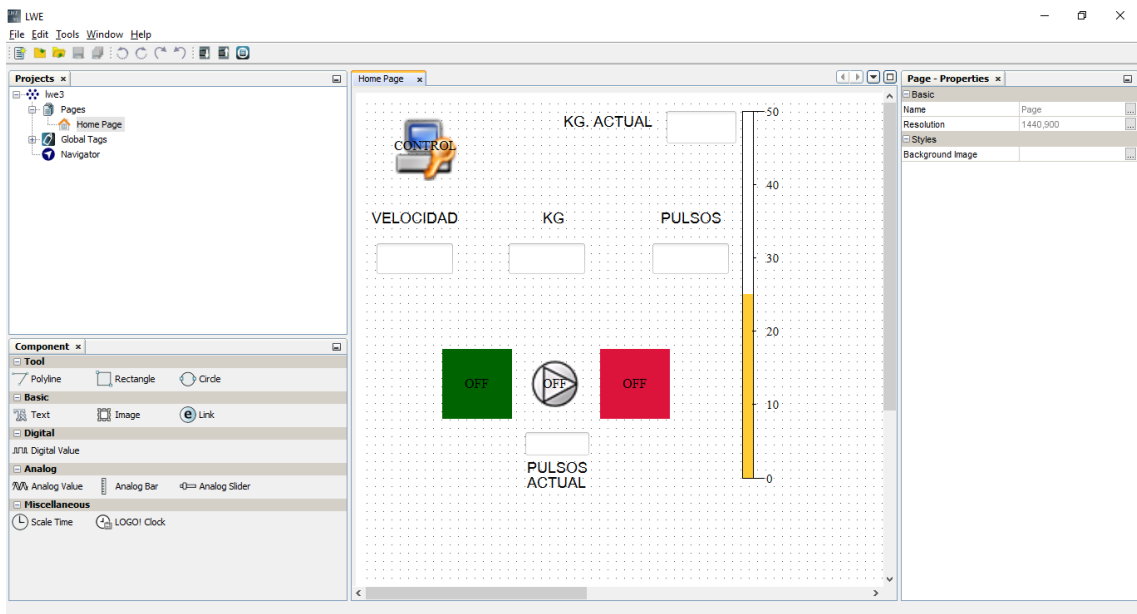 LWE
File Edit Tools Window Help
Projects
lwe3
Pages
Home Page
Global Tags
Navigator
Component
Tool
Polyline Rectangle Circle
Basic
Text Image Link
Digital
Digital Value
Analog
Analog Value Analog Bar Analog Slider
Miscellaneous
Scale Time LOGO! Clock
Home Page
CONTROL
KG. ACTUAL
VELOCIDAD KG PULSOS
OFF OFF OFF
PULSOS
ACTUAL
50
40
30
20
10
0
Page - Properties
Basic
Name Page ...
Resolution 1440,900 ...
Styles
Background Image ...